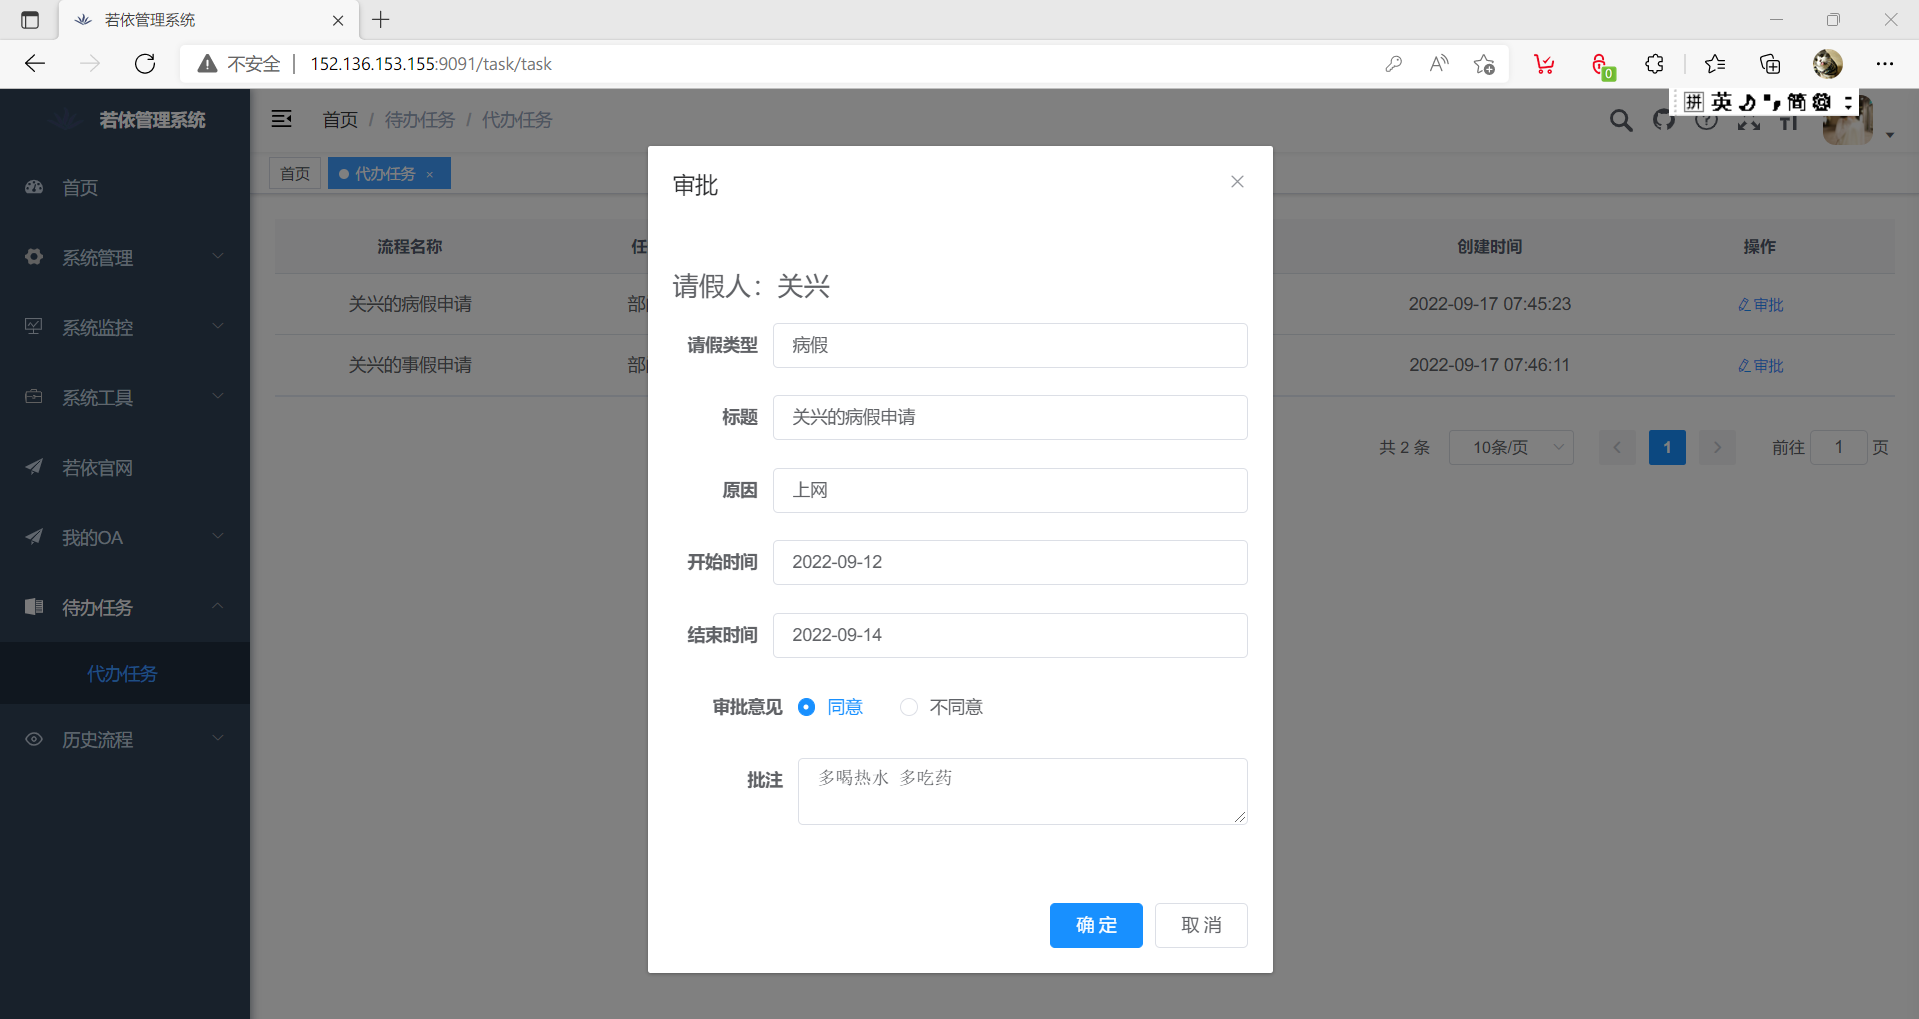 若依管理系统
不安全
152.136.153.155:9091/task/task
0
拼 英 简
若依管理系统
首页
系统管理
系统监控
系统工具
若依官网
我的OA
待办任务
代办任务
历史流程
首页 / 待办任务 / 代办任务
首页
代办任务 ×
流程名称 任 创建时间 操作
关兴的病假申请 部 2022-09-17 07:45:23 审批
关兴的事假申请 部 2022-09-17 07:46:11 审批
共 2 条 10条/页 1 前往 1 页
审批
请假人：关兴
请假类型 病假
标题 关兴的病假申请
原因 上网
开始时间 2022-09-12
结束时间 2022-09-14
审批意见 同意 不同意
批注 多喝热水 多吃药
确 定 取 消